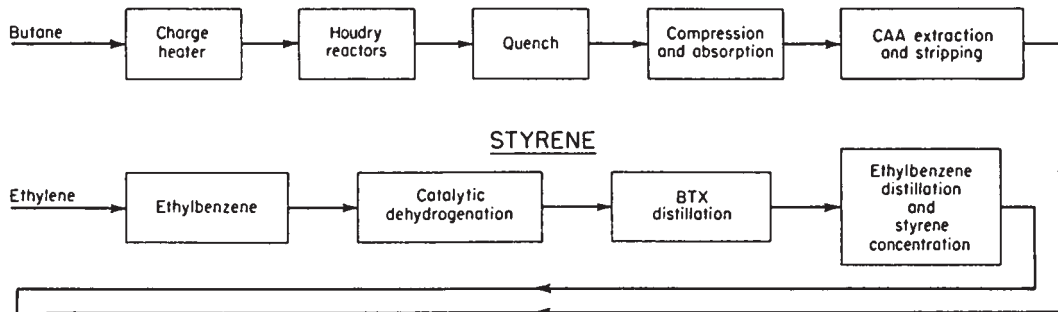 Butane
Charge
heater
Houdry
reactors
Quench
Compression
and absorption
CAA extraction
and stripping
STYRENE
Ethylene
Ethylbenzene
Catalytic
dehydrogenation
BTX
distillation
Ethylbenzene
distillation
and
styrene
concentration